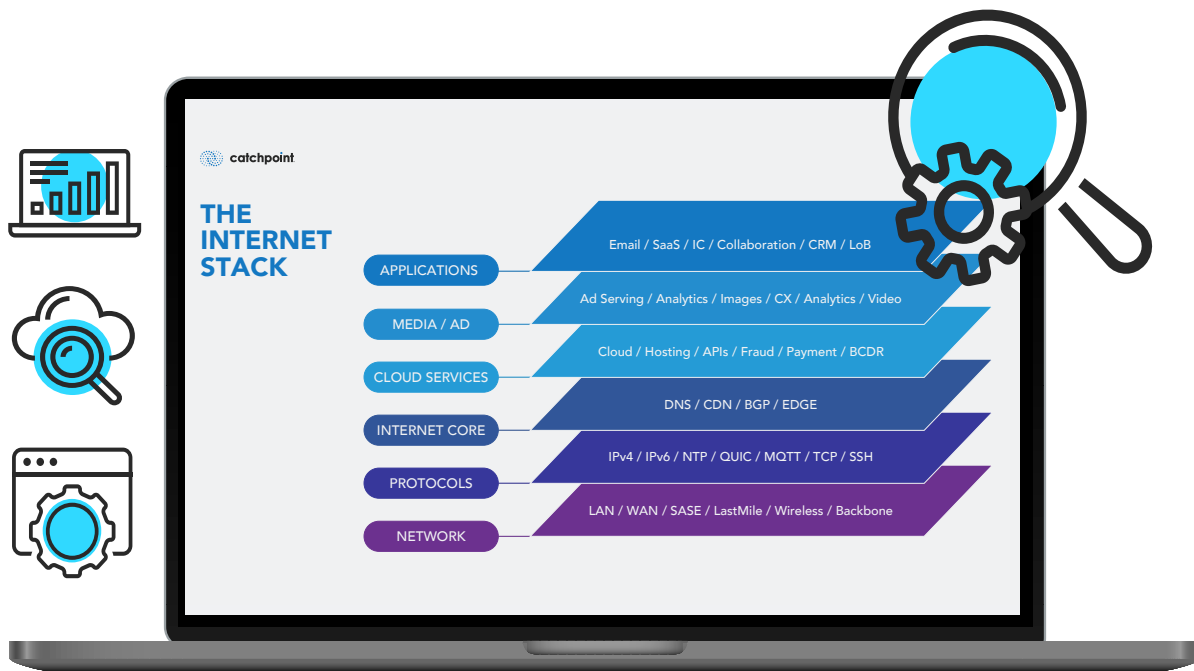 catchpoint
THE
INTERNET
STACK
APPLICATIONS
Email / SaaS / IC / Collaboration / CRM / LoB
MEDIA / AD
Ad Serving / Analytics / Images / CX / Analytics / Video
CLOUD SERVICES
Cloud / Hosting / APIs / Fraud / Payment / BCDR
INTERNET CORE
DNS / CDN / BGP / EDGE
PROTOCOLS
IPv4 / IPv6 / NTP / QUIC / MQTT / TCP / SSH
NETWORK
LAN / WAN / SASE / LastMile / Wireless / Backbone